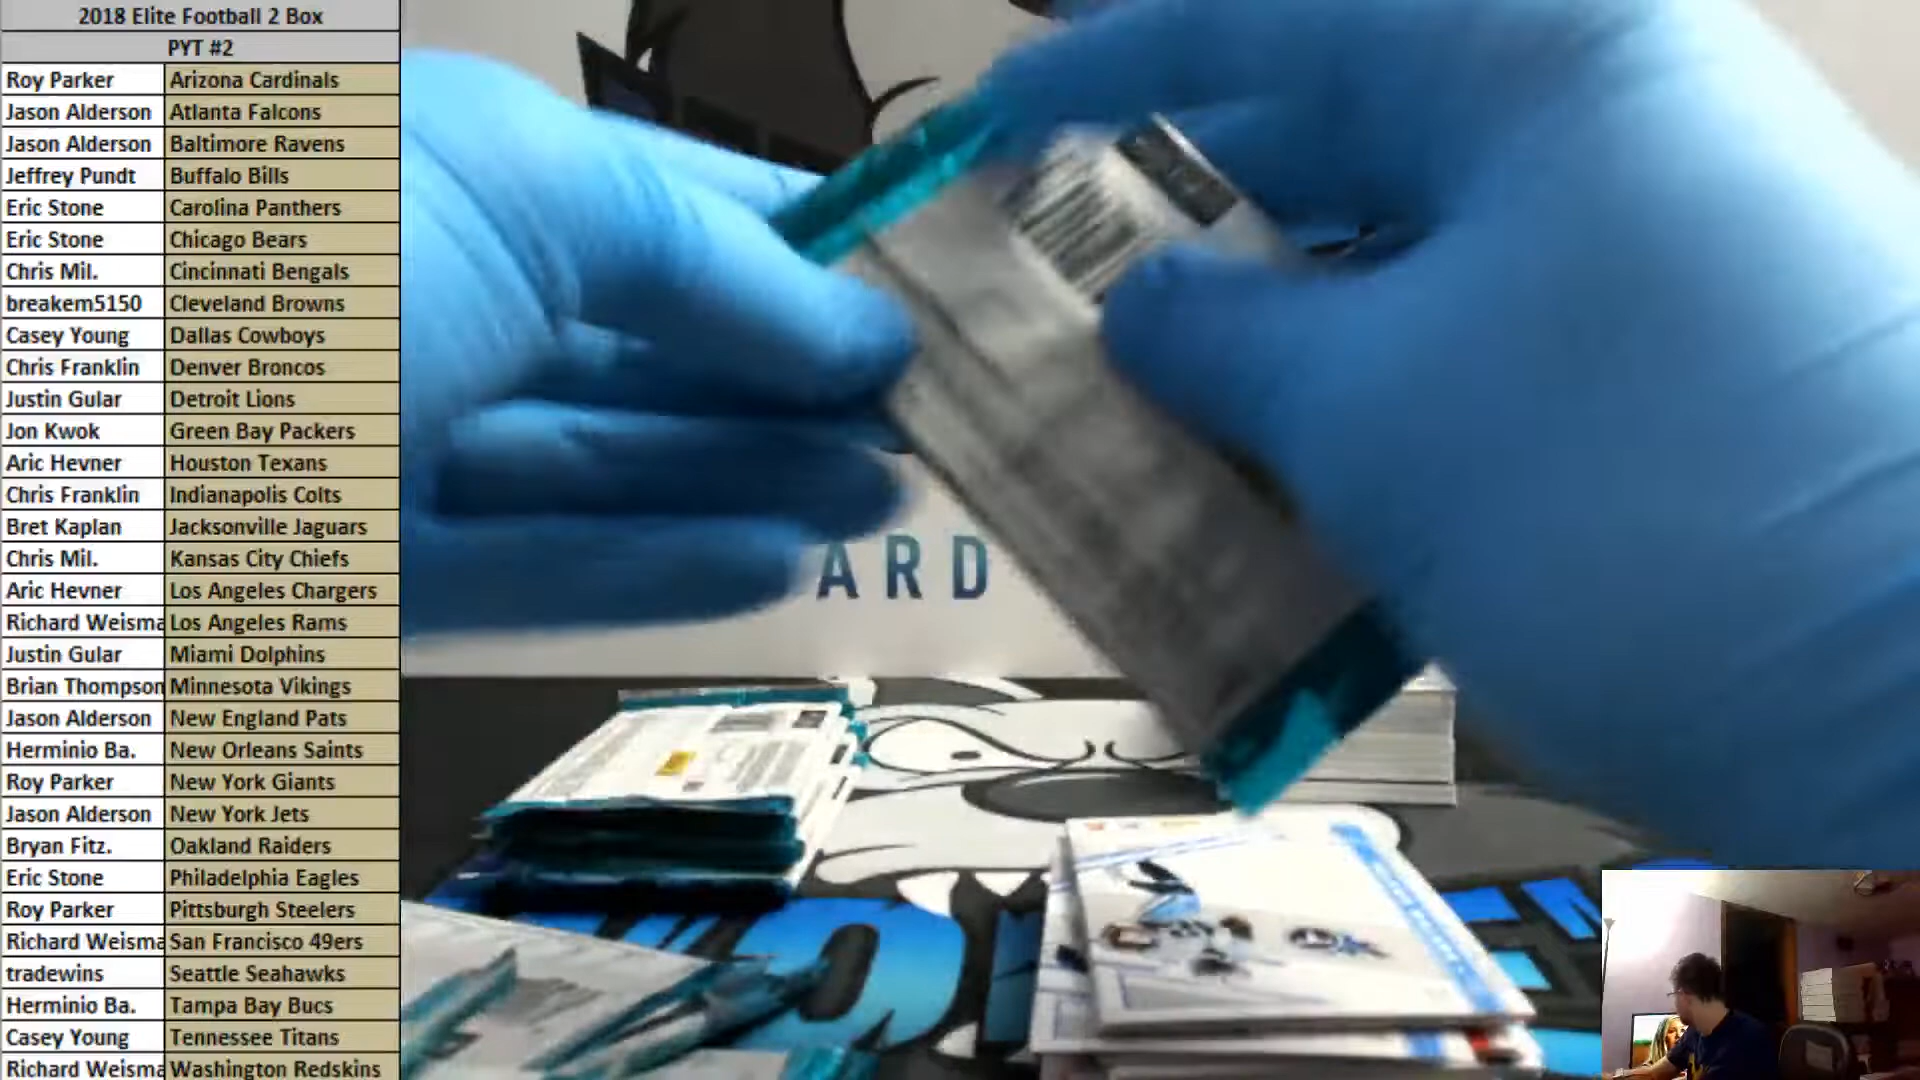 2018 Elite Football 2 Box
PYT #2
Roy Parker Arizona Cardinals
Jason Alderson Atlanta Falcons
Jason Alderson Baltimore Ravens
Jeffrey Pundt Buffalo Bills
Eric Stone Carolina Panthers
Eric Stone Chicago Bears
Chris Mil. Cincinnati Bengals
breakem5150 Cleveland Browns
Casey Young Dallas Cowboys
Chris Franklin Denver Broncos
Justin Gular Detroit Lions
Jon Kwok Green Bay Packers
Aric Hevner Houston Texans
Chris Franklin Indianapolis Colts
Bret Kaplan Jacksonville Jaguars
Chris Mil. Kansas City Chiefs
Aric Hevner Los Angeles Chargers
Richard Weisma Los Angeles Rams
Justin Gular Miami Dolphins
Brian Thompson Minnesota Vikings
Jason Alderson New England Pats
Herminio Ba. New Orleans Saints
Roy Parker New York Giants
Jason Alderson New York Jets
Bryan Fitz. Oakland Raiders
Eric Stone Philadelphia Eagles
Roy Parker Pittsburgh Steelers
Richard Weisma San Francisco 49ers
tradewins Seattle Seahawks
Herminio Ba. Tampa Bay Bucs
Casey Young Tennessee Titans
Richard Weisma Washington Redskins
ARD